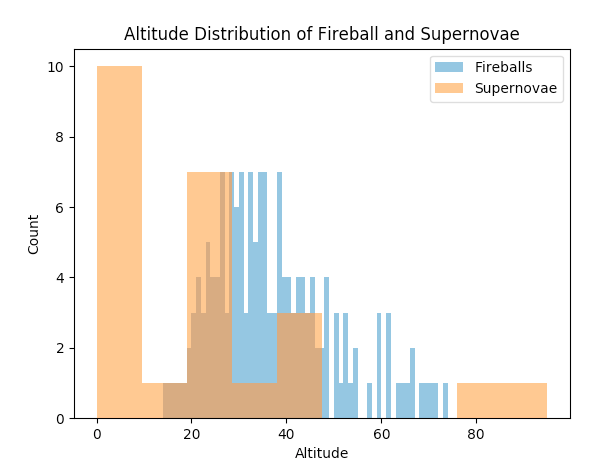 Altitude Distribution of Fireball and Supernovae
Fireballs
Supernovae
Count
10
8
6
4
2
0
0 20 40 60 80
Altitude